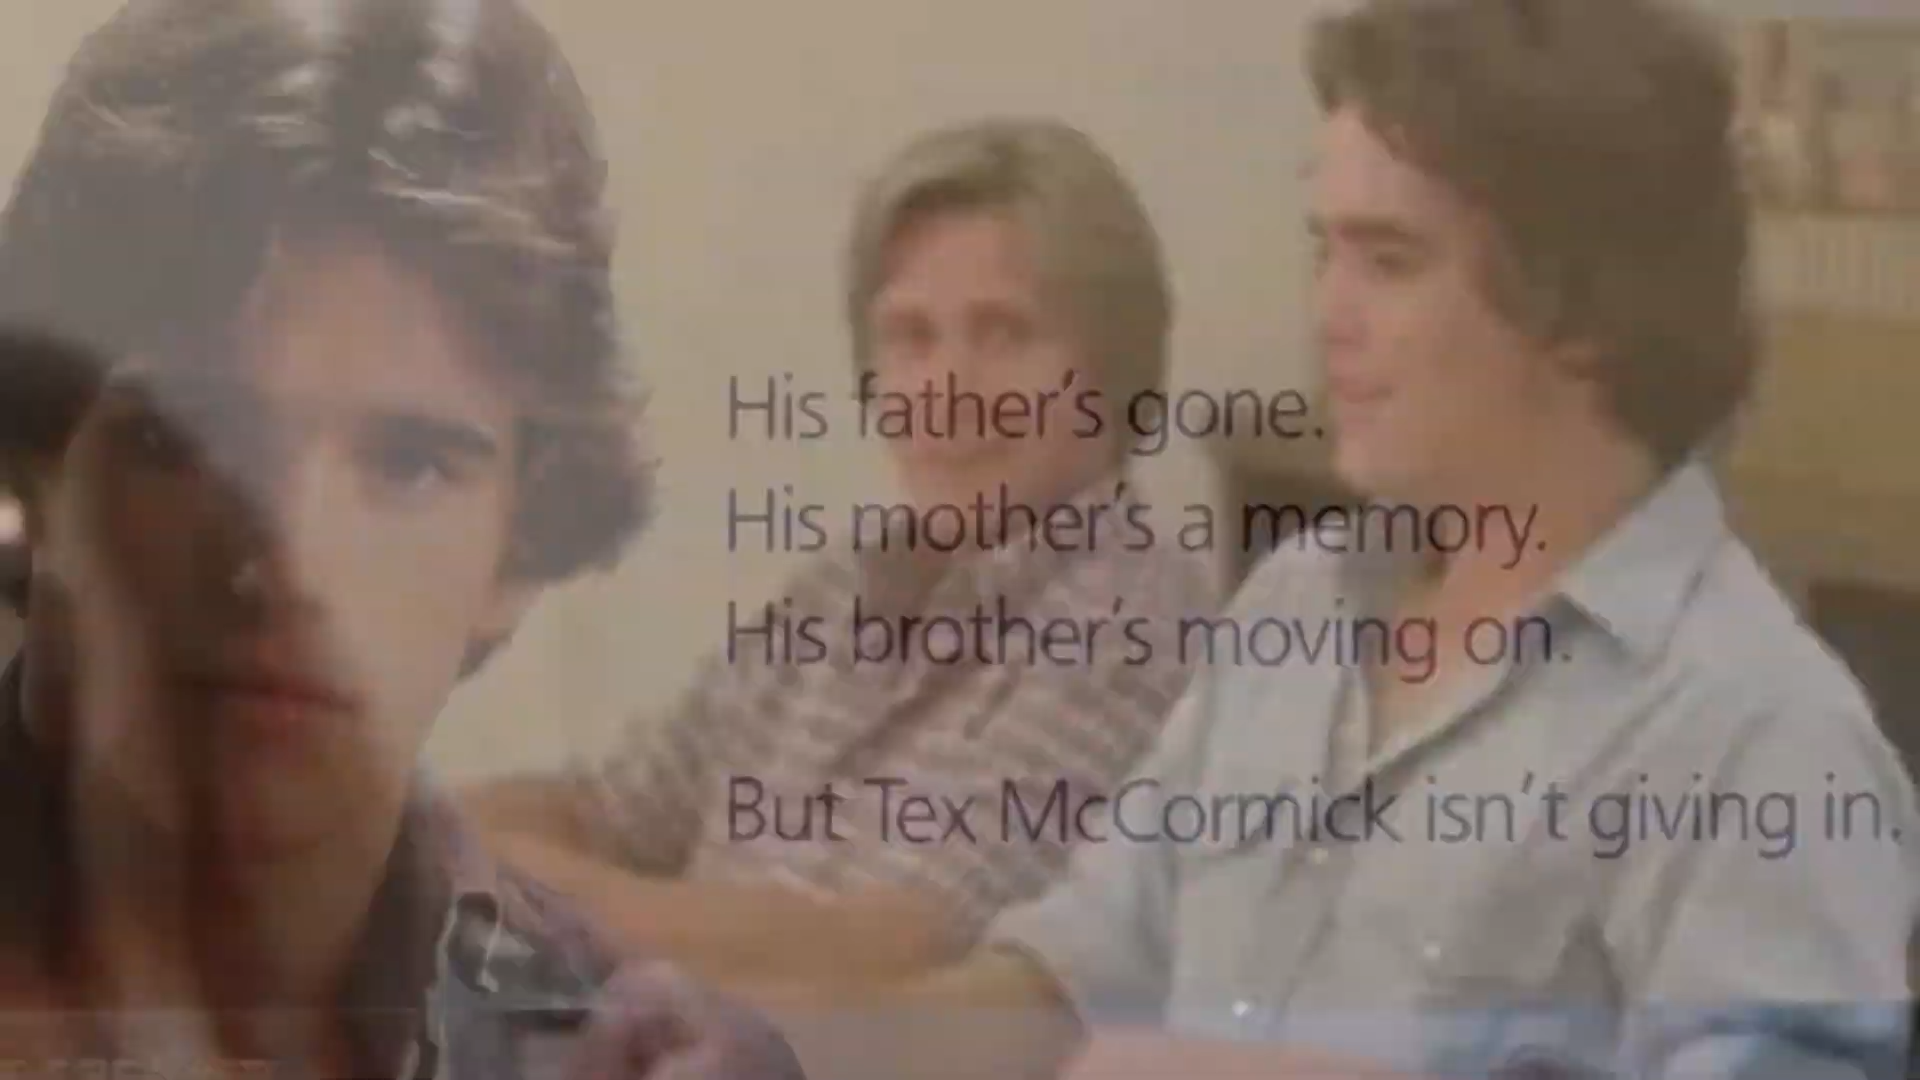 His father's gone.
His mother's a memory.
His brother's moving on.
But Tex McCormick isn't giving in.